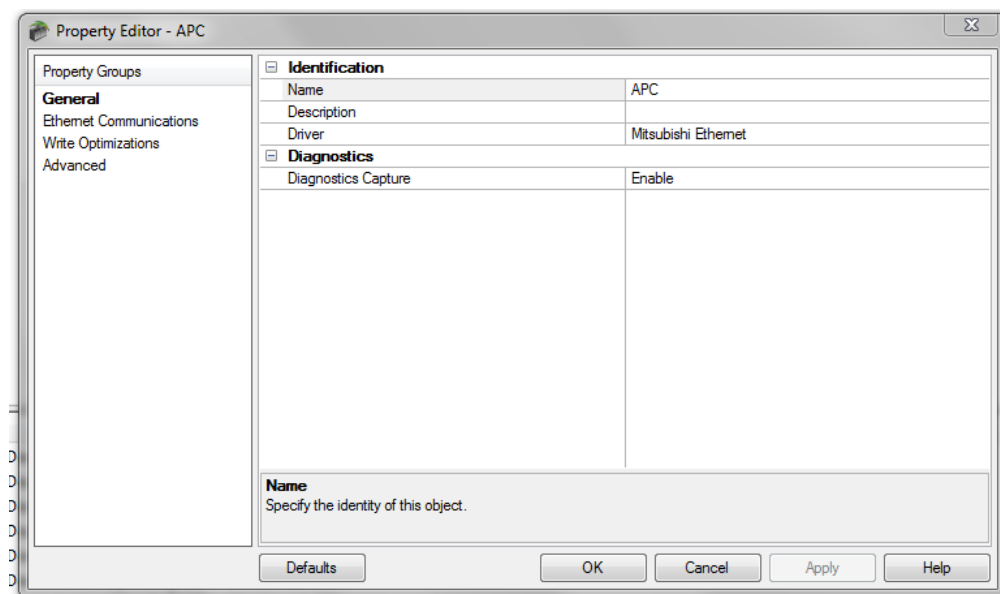 Property Editor - APC
Property Groups
General
Ethernet Communications
Write Optimizations
Advanced
Identification
Name APC
Description
Driver Mitsubishi Ethernet
Diagnostics
Diagnostics Capture Enable
Name
Specify the identity of this object.
Defaults OK Cancel Apply Help